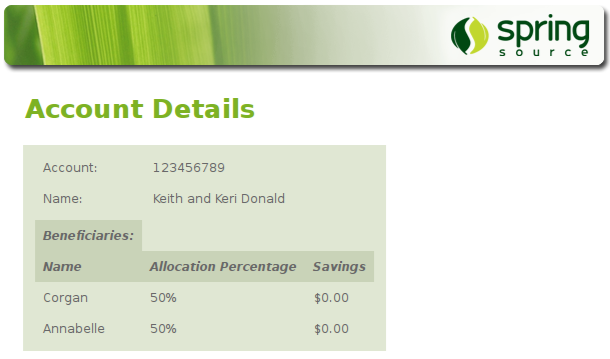 spring
source
Account Details
Account: 123456789
Name: Keith and Keri Donald
Beneficiaries:
Name Allocation Percentage Savings
Corgan 50% $0.00
Annabelle 50% $0.00